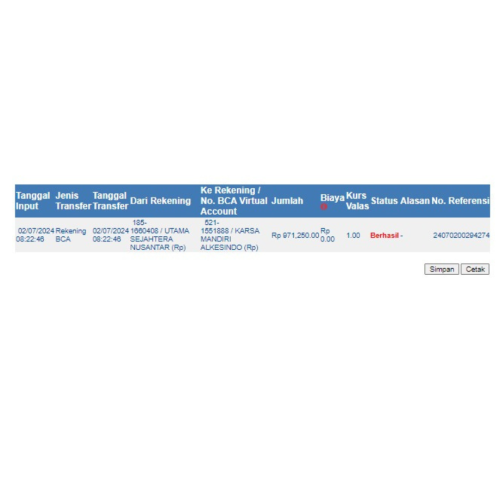 Tanggal Input Jenis Transfer Tanggal Transfer Dari Rekening Ke Rekening / No. BCA Virtual Account Jumlah Biaya Kurs Valas Status Alasan No. Referensi
02/07/2024 08:22:46 Rekening BCA 02/07/2024 08:22:46 185-1660408 / UTAMA SEJAHTERA NUSANTAR (Rp) 521-1551888 / KARSA MANDIRI ALKESINDO (Rp) Rp 971,250.00 Rp 0.00 1.00 Berhasil - 24070200294274
Simpan Cetak